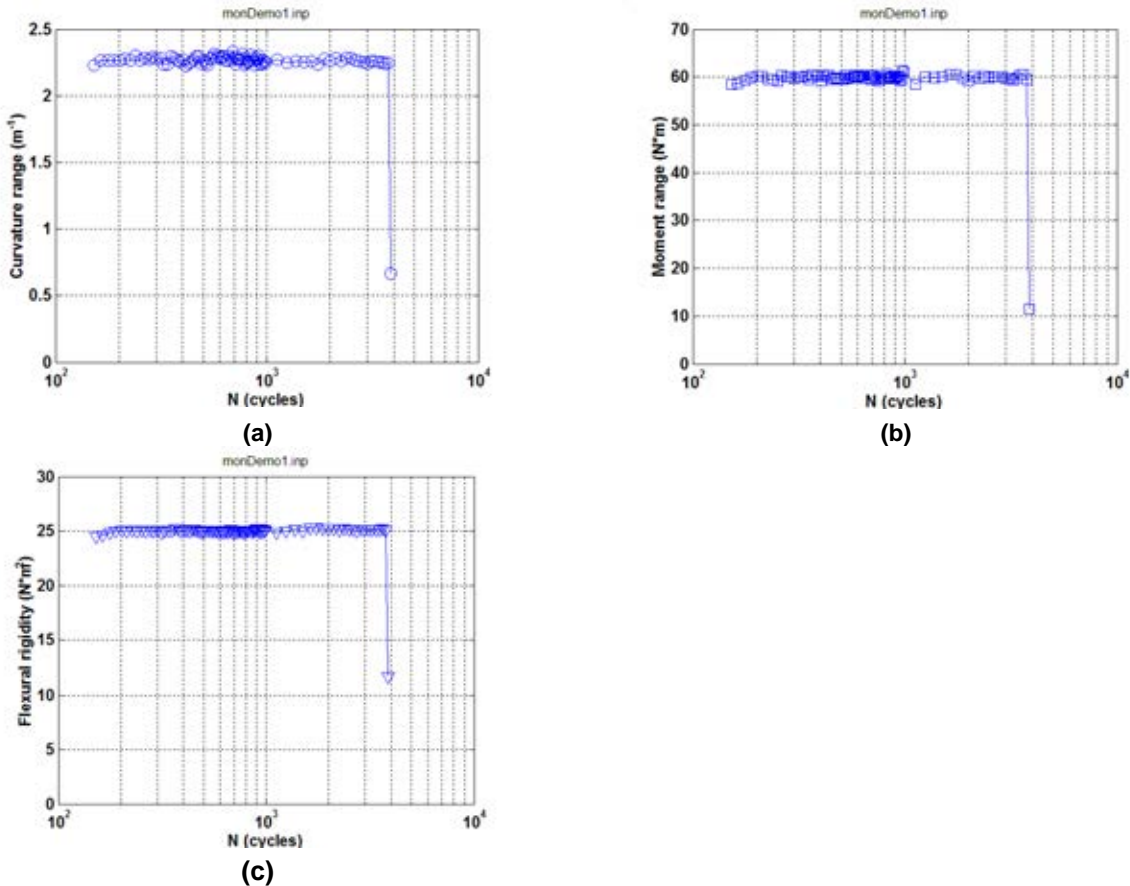 monDemo1.inp
2.5
2
1.5
1
0.5
0
Curvature range (m⁻¹)
10² 10³ 10⁴
N (cycles)
(a)
monDemo1.inp
70
60
50
40
30
20
10
0
Moment range (N*m)
10² 10³ 10⁴
N (cycles)
(b)
monDemo1.inp
30
25
20
15
10
5
0
Flexural rigidity (N*m²)
10² 10³ 10⁴
N (cycles)
(c)